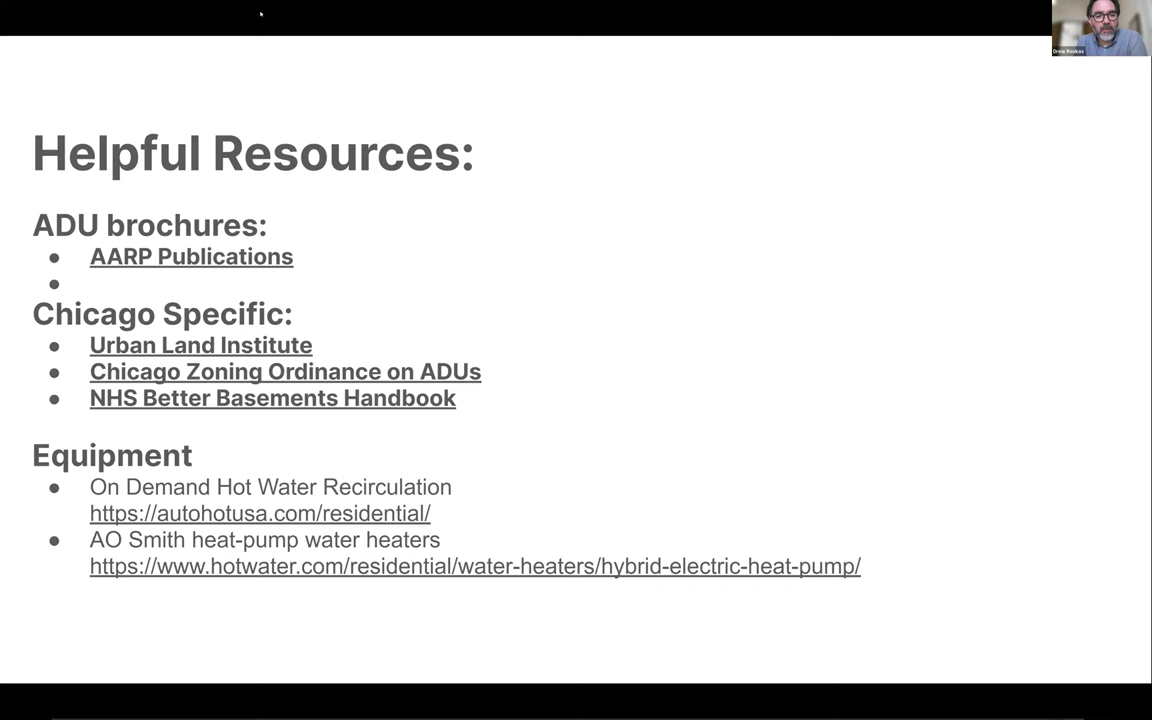 Helpful Resources:
ADU brochures:
● AARP Publications
●
Chicago Specific:
● Urban Land Institute
● Chicago Zoning Ordinance on ADUs
● NHS Better Basements Handbook
Equipment
● On Demand Hot Water Recirculation
https://autohotusa.com/residential/
● AO Smith heat-pump water heaters
https://www.hotwater.com/residential/water-heaters/hybrid-electric-heat-pump/